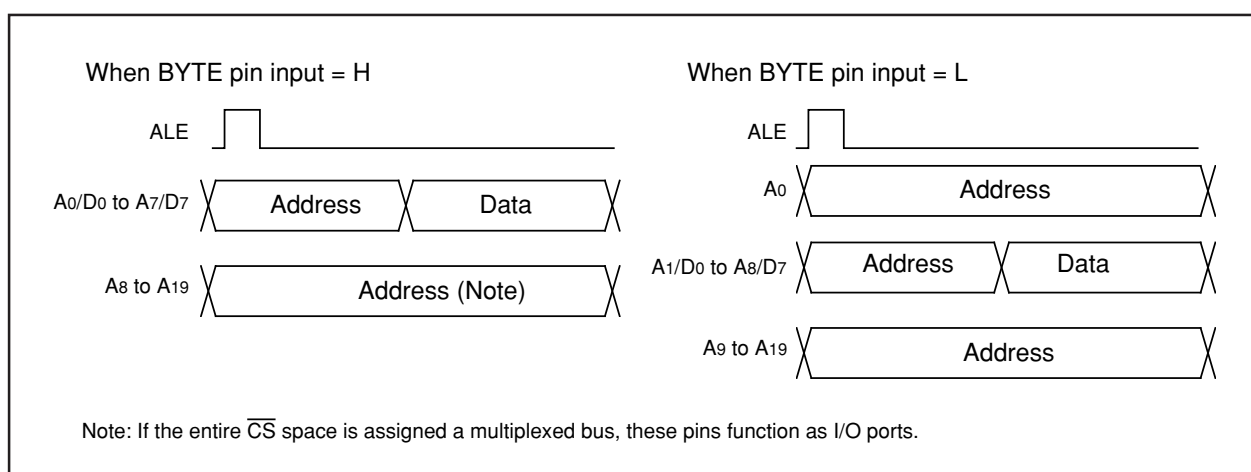 When BYTE pin input = H
ALE
A0/D0 to A7/D7
Address
Data
A8 to A19
Address (Note)
When BYTE pin input = L
ALE
A0
Address
A1/D0 to A8/D7
Address
Data
A9 to A19
Address
Note: If the entire C̅S̅ space is assigned a multiplexed bus, these pins function as I/O ports.